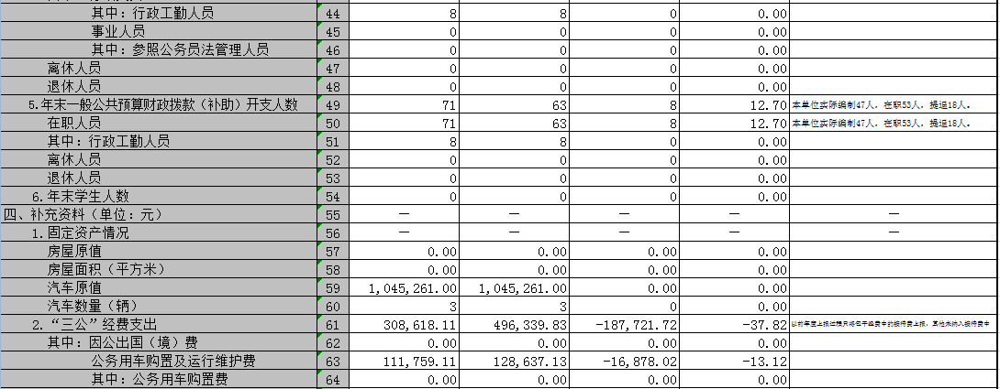 其中：行政工勤人员 44 8 8 0 0.00
事业人员 45 0 0 0 0.00
其中：参照公务员法管理人员 46 0 0 0 0.00
离休人员 47 0 0 0 0.00
退休人员 48 0 0 0 0.00
5.年末一般公共预算财政拨款（补助）开支人数 49 71 63 8 12.70 本单位实际编制47人，在职53人，提退18人。
在职人员 50 71 63 8 12.70 本单位实际编制47人，在职53人，提退18人。
其中：行政工勤人员 51 8 8 0 0.00
离休人员 52 0 0 0 0.00
退休人员 53 0 0 0 0.00
6.年末学生人数 54 0 0 0 0.00
四、补充资料（单位：元） 55 — — — — —
1.固定资产情况 56 — — — — —
房屋原值 57 0.00 0.00 0.00 0.00
房屋面积（平方米） 58 0.00 0.00 0.00 0.00
汽车原值 59 1,045,261.00 1,045,261.00 0.00 0.00
汽车数量（辆） 60 3 3 0 0.00
2.“三公”经费支出 61 308,618.11 496,339.83 -187,721.72 -37.82
其中：因公出国（境）费 62 0.00 0.00 0.00 0.00
公务用车购置及运行维护费 63 111,759.11 128,637.13 -16,878.02 -13.12
其中：公务用车购置费 64 0.00 0.00 0.00 0.00